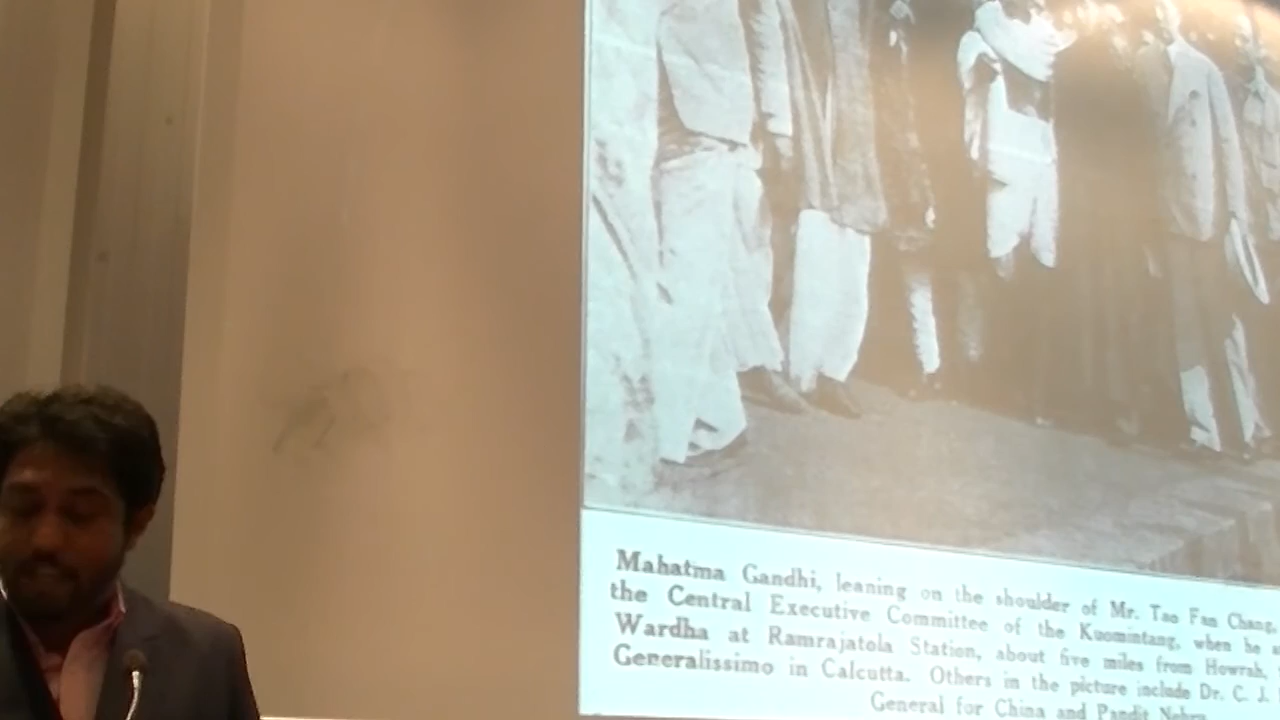 Mahatma Gandhi, leaning on the shoulder of Mr. Tao Fan Chang,
the Central Executive Committee of the Kuomintang, when he
Wardha at Ramrajatola Station, about five miles from Howrah,
Generalissimo in Calcutta. Others in the picture include Dr. C. J.
General for China and Pandit Nehru